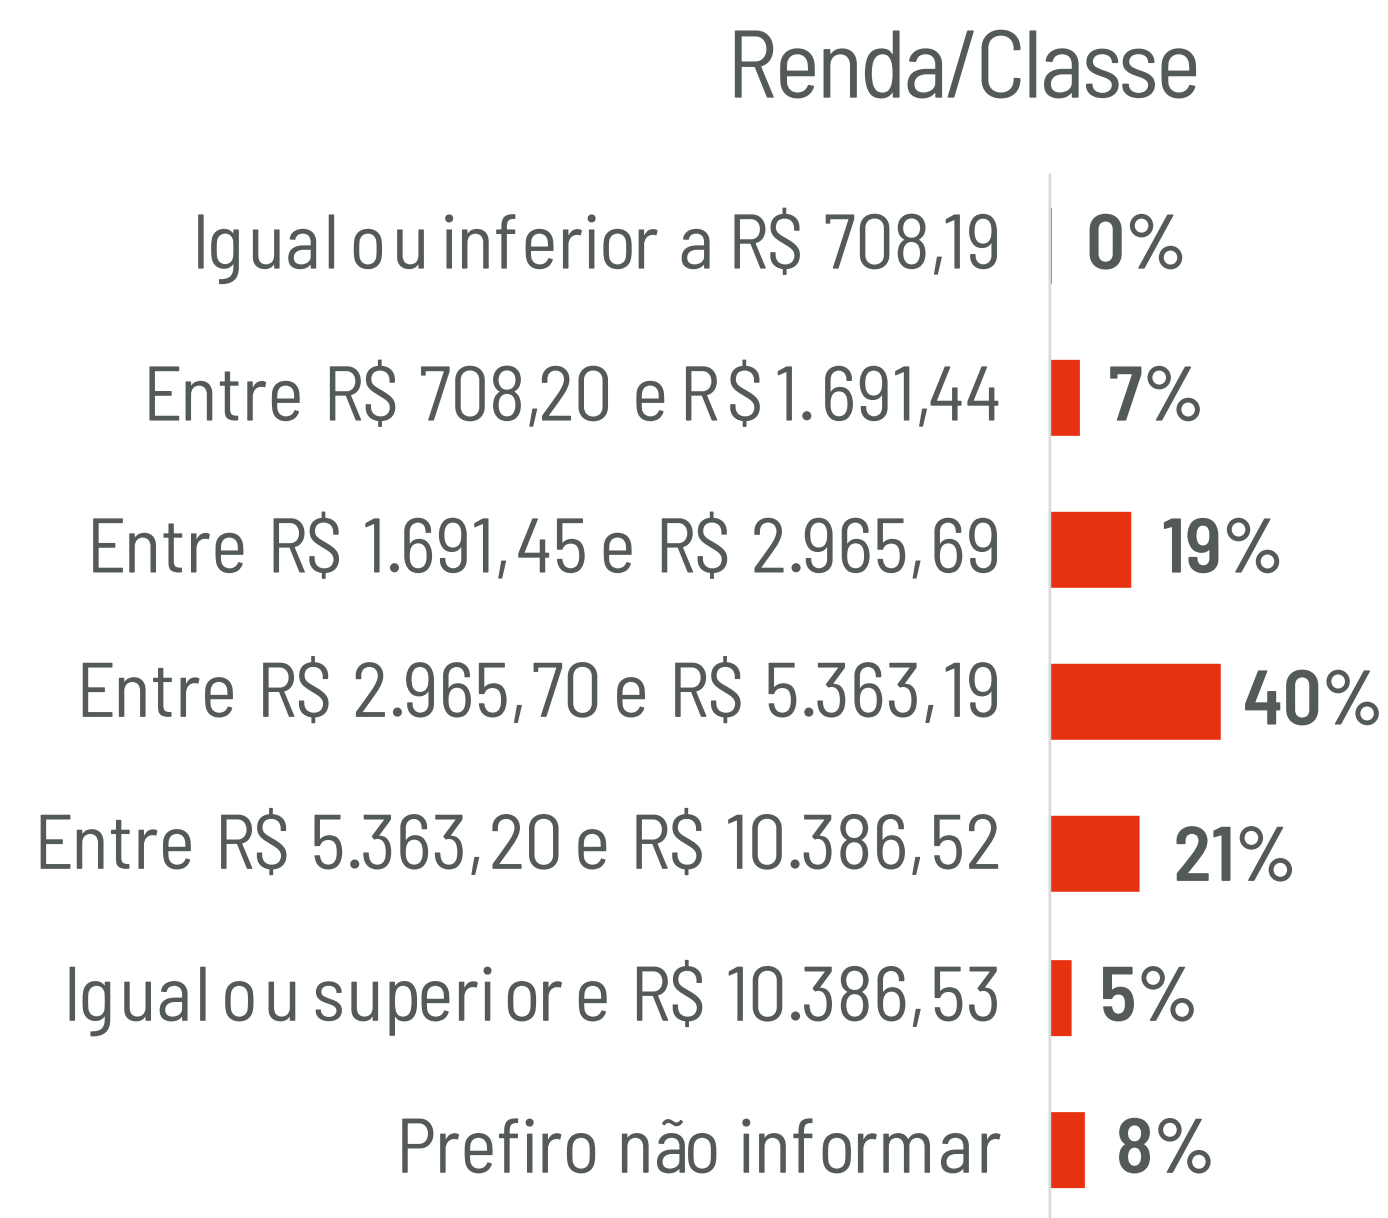 Renda/Classe
Igual ou inferior a R$ 708,19 0%
Entre R$ 708,20 e R$ 1.691,44 7%
Entre R$ 1.691,45 e R$ 2.965,69 19%
Entre R$ 2.965,70 e R$ 5.363,19 40%
Entre R$ 5.363,20 e R$ 10.386,52 21%
Igual ou superior e R$ 10.386,53 5%
Prefiro não informar 8%